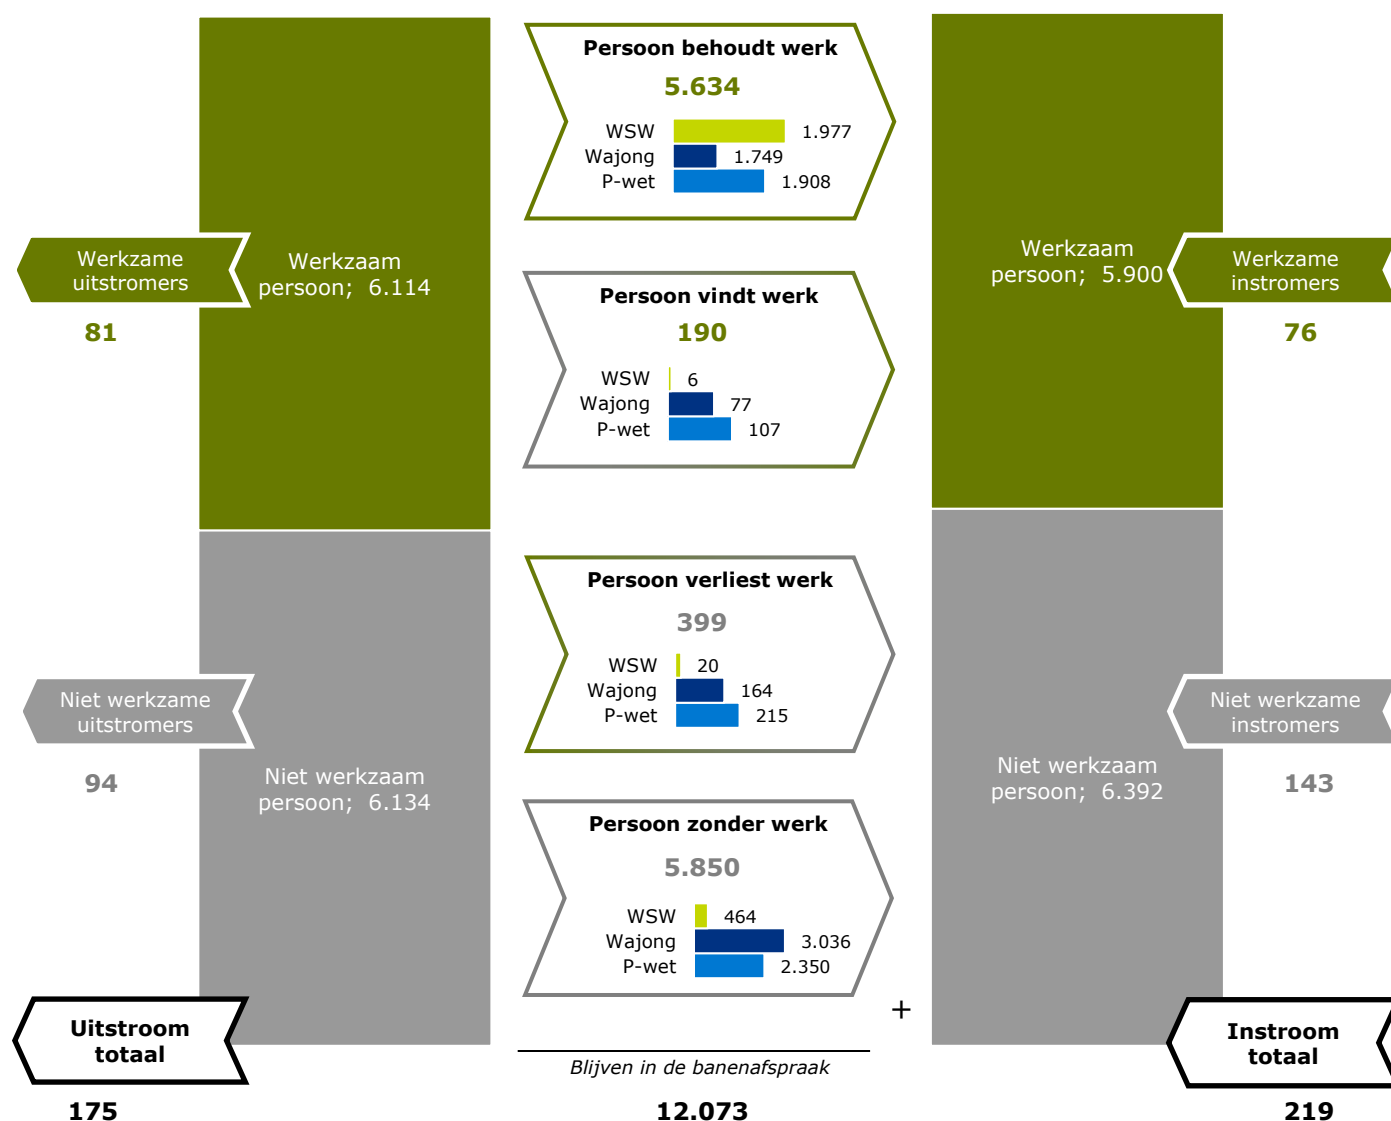 Werkzame
uitstromers
81
Werkzaam
persoon;  6.114
Niet werkzame
uitstromers
94
Niet werkzaam
persoon;  6.134
Uitstroom
totaal
175
Persoon behoudt werk
5.634
WSW 1.977
Wajong 1.749
P-wet 1.908
Persoon vindt werk
190
WSW 6
Wajong 77
P-wet 107
Persoon verliest werk
399
WSW 20
Wajong 164
P-wet 215
Persoon zonder werk
5.850
WSW 464
Wajong 3.036
P-wet 2.350
+
Blijven in de banenafspraak
12.073
Werkzaam
persoon;  5.900
Werkzame
instromers
76
Niet werkzaam
persoon;  6.392
Niet werkzame
instromers
143
Instroom
totaal
219